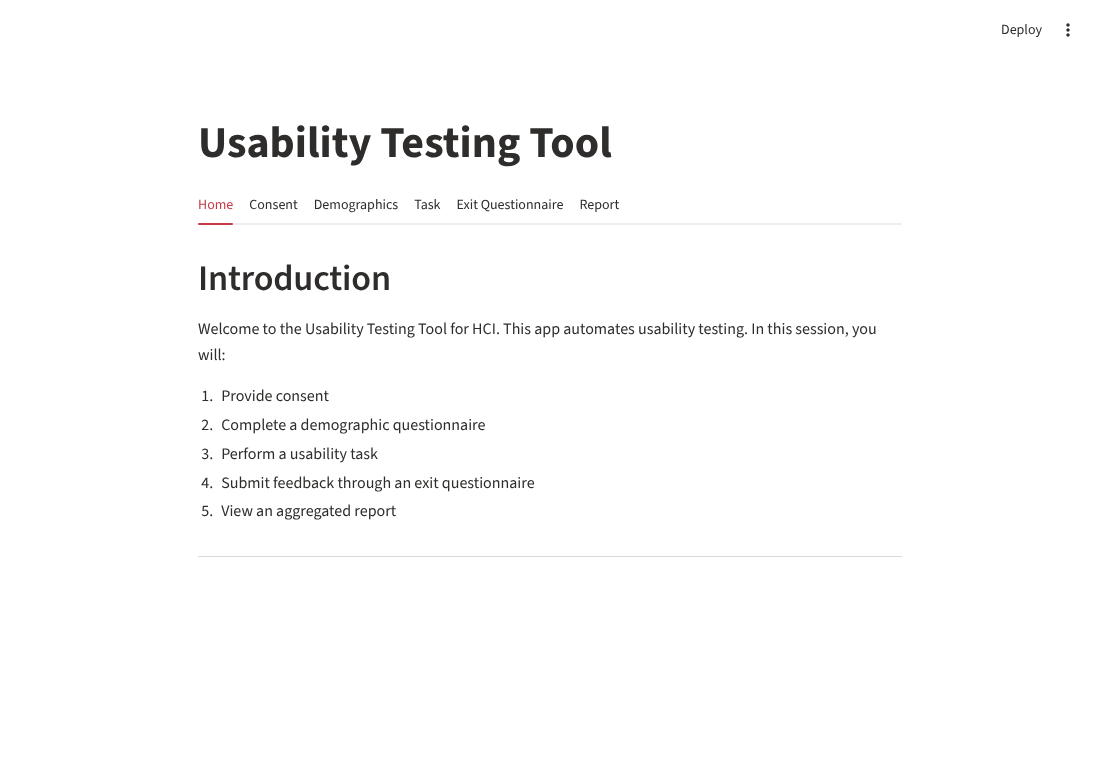 Deploy
Usability Testing Tool
Home Consent Demographics Task Exit Questionnaire Report
Introduction
Welcome to the Usability Testing Tool for HCI. This app automates usability testing. In this session, you
will:
1. Provide consent
2. Complete a demographic questionnaire
3. Perform a usability task
4. Submit feedback through an exit questionnaire
5. View an aggregated report